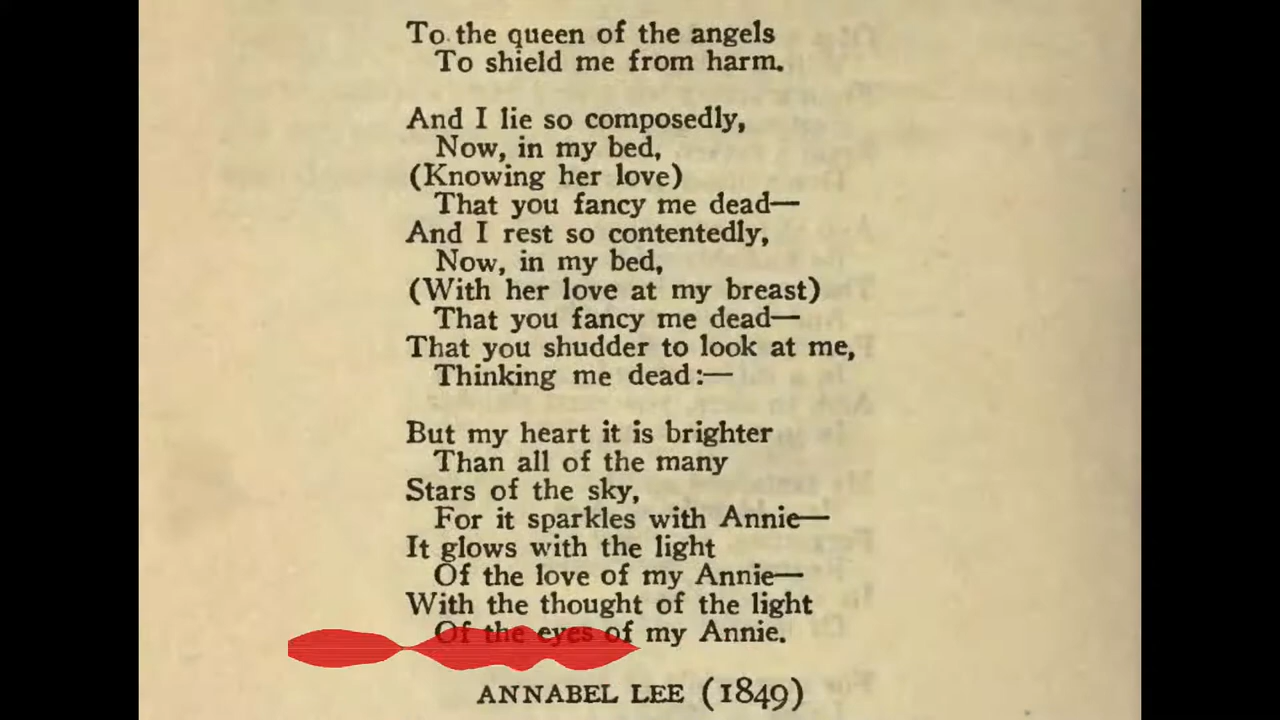 To the queen of the angels
To shield me from harm.
And I lie so composedly,
Now, in my bed,
(Knowing her love)
That you fancy me dead—
And I rest so contentedly,
Now, in my bed,
(With her love at my breast)
That you fancy me dead—
That you shudder to look at me,
Thinking me dead:—
But my heart it is brighter
Than all of the many
Stars of the sky,
For it sparkles with Annie—
It glows with the light
Of the love of my Annie—
With the thought of the light
Of the eyes of my Annie.
ANNABEL LEE (1849)